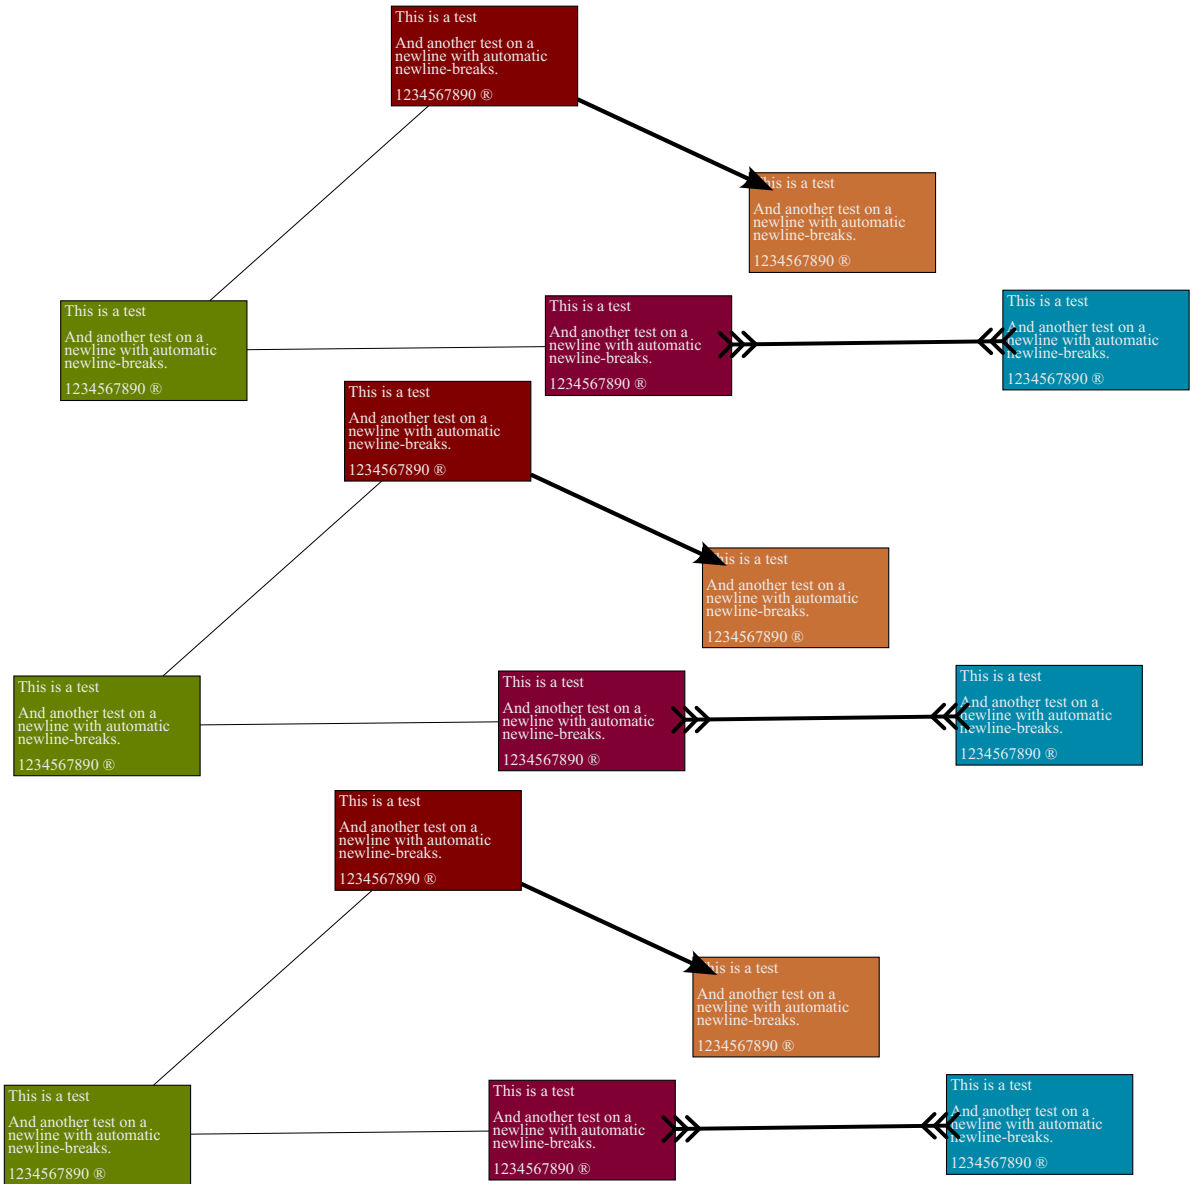 This is a test
And another test on a
newline with automatic
newline-breaks.
1234567890 ®
This is a test
And another test on a
newline with automatic
newline-breaks.
1234567890 ®
This is a test
And another test on a
newline with automatic
newline-breaks.
1234567890 ®
This is a test
And another test on a
newline with automatic
newline-breaks.
1234567890 ®
This is a test
And another test on a
newline with automatic
newline-breaks.
1234567890 ®
This is a test
And another test on a
newline with automatic
newline-breaks.
1234567890 ®
This is a test
And another test on a
newline with automatic
newline-breaks.
1234567890 ®
This is a test
And another test on a
newline with automatic
newline-breaks.
1234567890 ®
This is a test
And another test on a
newline with automatic
newline-breaks.
1234567890 ®
This is a test
And another test on a
newline with automatic
newline-breaks.
1234567890 ®
This is a test
And another test on a
newline with automatic
newline-breaks.
1234567890 ®
This is a test
And another test on a
newline with automatic
newline-breaks.
1234567890 ®
This is a test
And another test on a
newline with automatic
newline-breaks.
1234567890 ®
This is a test
And another test on a
newline with automatic
newline-breaks.
1234567890 ®
This is a test
And another test on a
newline with automatic
newline-breaks.
1234567890 ®